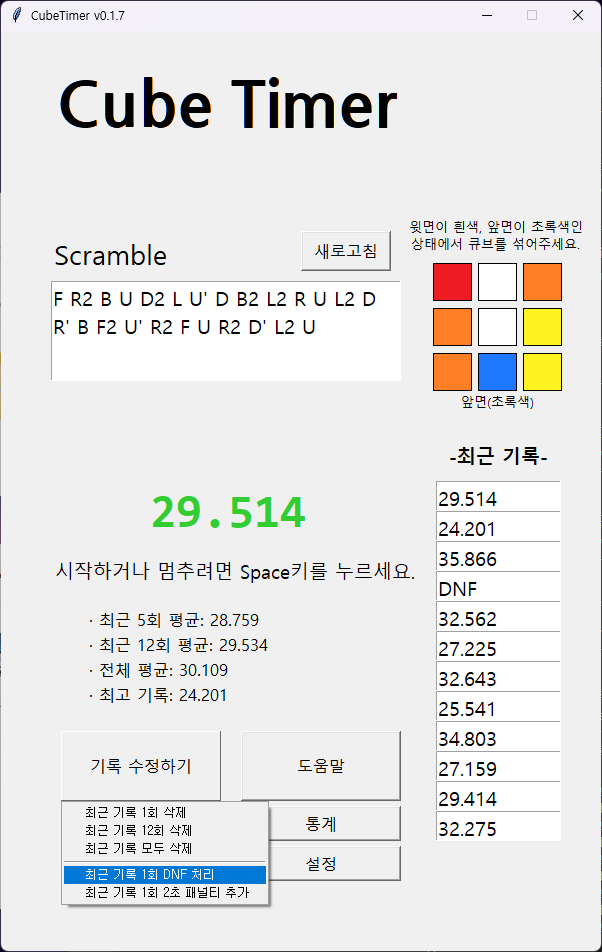 CubeTimer v0.1.7
Cube Timer
윗면이 흰색, 앞면이 초록색인
상태에서 큐브를 섞어주세요.
Scramble
새로고침
F R2 B U D2 L U' D B2 L2 R U L2 D
R' B F2 U' R2 F U R2 D' L2 U
앞면(초록색)
-최근 기록-
29.514
24.201
35.866
DNF
32.562
27.225
32.643
25.541
34.803
27.159
29.414
32.275
29.514
시작하거나 멈추려면 Space키를 누르세요.
· 최근 5회 평균: 28.759
· 최근 12회 평균: 29.534
· 전체 평균: 30.109
· 최고 기록: 24.201
기록 수정하기
도움말
최근 기록 1회 삭제
최근 기록 12회 삭제
최근 기록 모두 삭제
최근 기록 1회 DNF 처리
최근 기록 1회 2초 패널티 추가
통계
설정